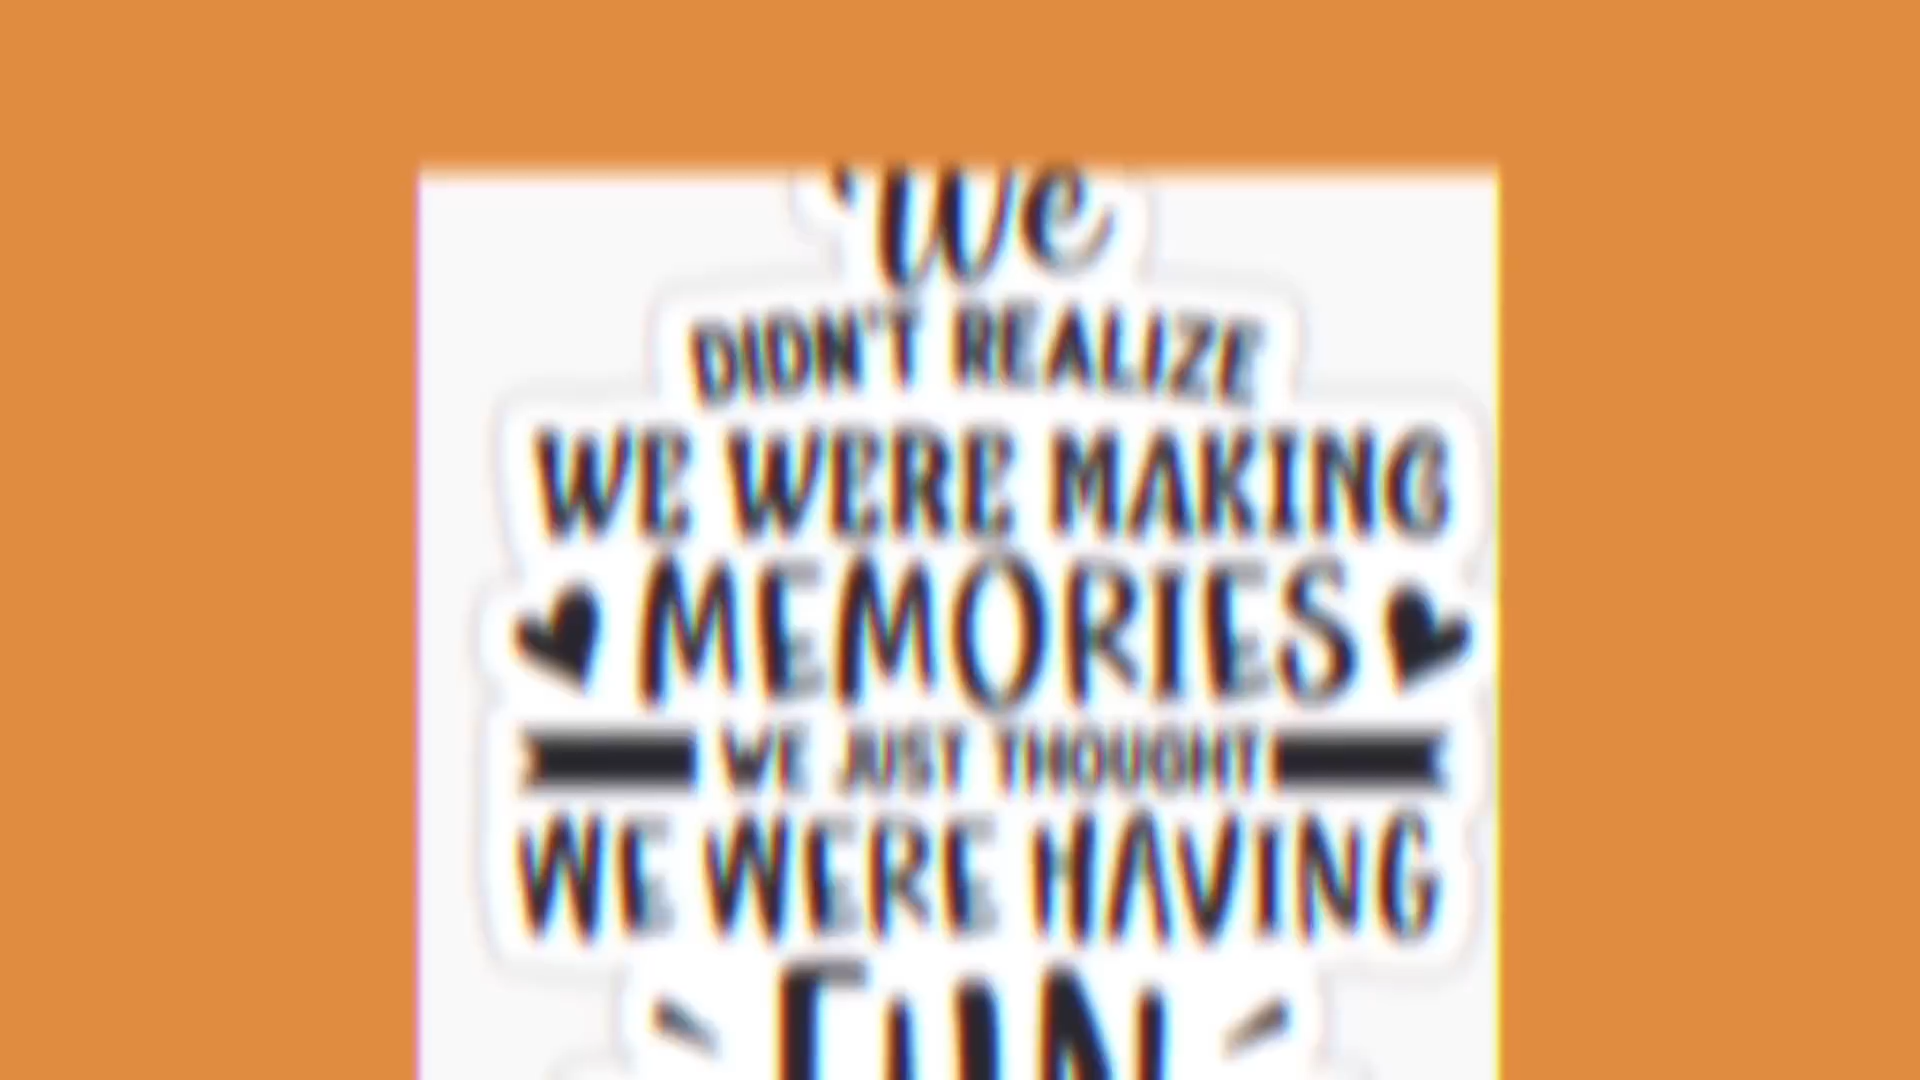 We
DIDN'T REALIZE
WE WERE MAKING
MEMORIES
WE JUST THOUGHT
WE WERE HAVING
FUN